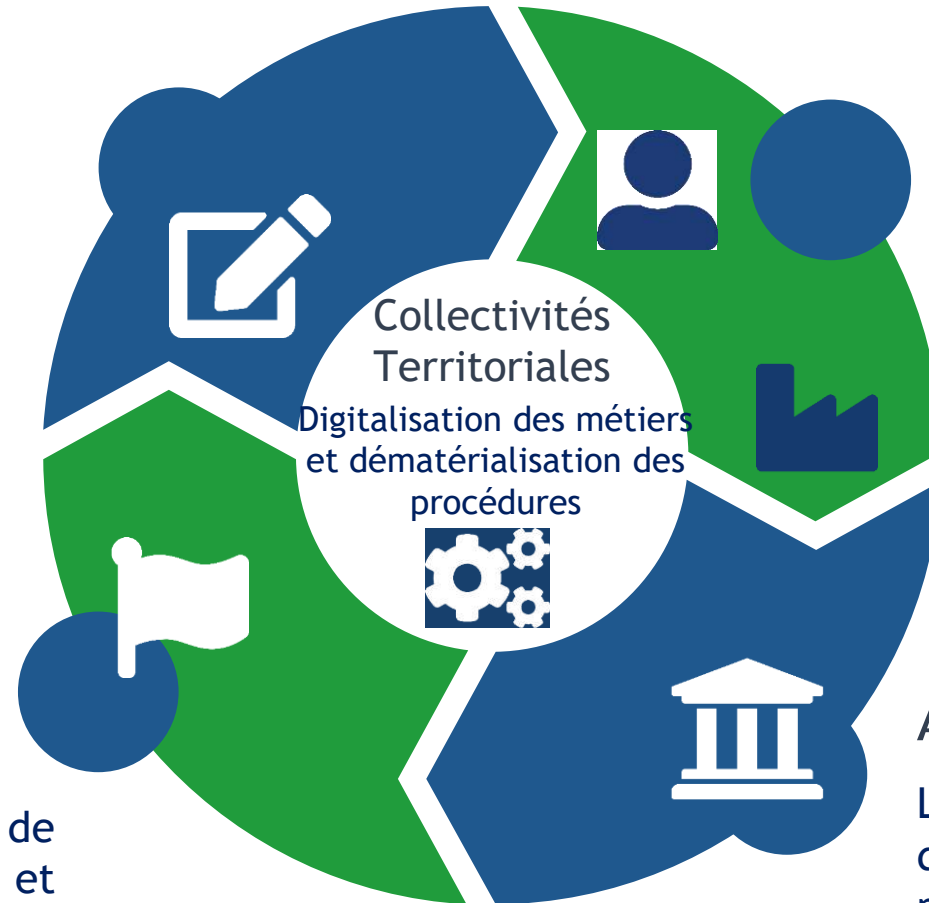 Collectivités
Territoriales
Digitalisation des métiers
et dématérialisation des
procédures
de
et